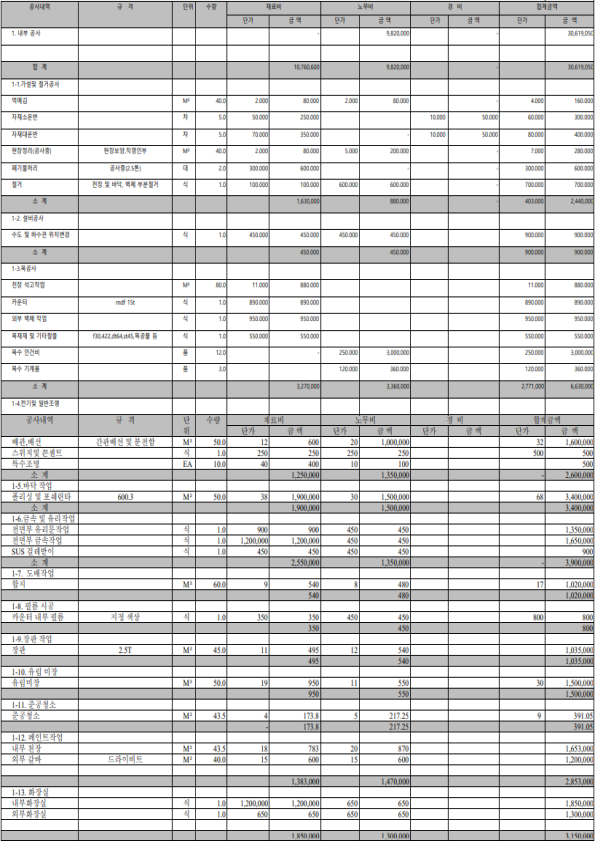 공사내역 규 격 단위 수량 재료비 노무비 경 비 합계금액
단가 금 액 단가 금 액 단가 금 액 단가 금 액
1. 내부 공사 - 9,820,000 - 30,619,050
합 계 10,760,600 9,820,000 - 30,619,050
1-1.가설및 철거공사
먹메김 M² 40.0 2.000 80.000 2.000 80.000 - 4.000 160.000
자재소운반 차 5.0 50.000 250.000 10.000 50.000 60.000 300.000
자재대운반 차 5.0 70.000 350.000 - 10.000 50.000 80.000 400.000
현장정리(공사중) 현장보양,직영인부 M² 40.0 2.000 80.000 5.000 200.000 - 7.000 280.000
폐기물처리 공사중(2.5톤) 대 2.0 300.000 600.000 - 300.000 600.000
철거 천장 및 바닥, 벽체 부분철거 식 1.0 100.000 100.000 600.000 600.000 - 700.000 700.000
소 계 1,630,000 880.000 - 403.000 2,440,000
1-2. 설비공사
수도 및 하수관 위치변경 식 1.0 450.000 450.000 450.000 450.000 900.000 900.000
소 계 450.000 450.000 900.000 900.000
1-3.목공사
천장 석고작업 M² 80.0 11.000 880.000 11.000 880.000
카운터 mdf 15t 식 1.0 890.000 890.000 890.000 890.000
외부 벽체 작업 식 1.0 950.000 950.000 950.000 950.000
목재재 및 기타철물 f30,422,dt64,st45,목공풀 등 식 1.0 550.000 550.000 550.000 550.000
목수 인건비 품 12.0 - 250.000 3,000,000 250.000 3,000,000
목수 기계품 품 3.0 120.000 360.000 120.000 360.000
소 계 3,270,000 3,360,000 2,771,000 6,630,000
1-4.전기및 일반조명
공사내역 규 격 단위 수량 재료비 노무비 경 비 합계금액
단가 금 액 단가 금 액 단가 금 액 단가 금 액
배관,배선 간관배선 및 분전함 M² 50.0 12 600 20 1,000,000 32 1,600,000
스위치및 콘센트 식 1.0 250 250 250 250 500 500
특수조명 EA 10.0 40 400 10 100 500
소 계 1,250,000 1,350,000 - 2,600,000
1-5.바닥 작업
폴리싱 및 포쉐린타 600.3 M² 50.0 38 1,900,000 30 1,500,000 68 3,400,000
소 계 1,900,000 1,500,000 3,400,000
1-6.금속 및 유리작업
전면부 유리문작업 식 1.0 900 900 450 450 1,350,000
전면부 금속작업 식 1.0 1,200,000 1,200,000 450 450 1,650,000
SUS 걸레받이 식 1.0 450 450 450 450 900
소 계 2,550,000 1,350,000 - 3,900,000
1-7. 도배작업
합지 M² 60.0 9 540 8 480 17 1,020,000
540 480 1,020,000
1-8. 필름 시공
카운터 내부 필름 지정 색상 식 1.0 350 350 450 450 800 800
350 450 800
1-9.장판 작업
장판 2.5T M² 45.0 11 495 12 540 1,035,000
495 540 1,035,000
1-10. 유림 미장
유림미장 M² 50.0 19 950 11 550 30 1,500,000
950 550 1,500,000
1-11. 준공청소
준공청소 M² 43.5 4 173.8 5 217.25 9 391.05
- 173.8 217.25 391.05
1-12. 페인트작업
내부 천장 M² 43.5 18 783 20 870 1,653,000
외부 갈바 드라이비트 M² 40.0 15 600 15 600 1,200,000
1,383,000 1,470,000 2,853,000
1-13. 화장실
내부화장실 식 1.0 1,200,000 1,200,000 650 650 1,850,000
외부화장실 식 1.0 650 650 650 650 1,300,000
1,850,000 1,300,000 3,150,000